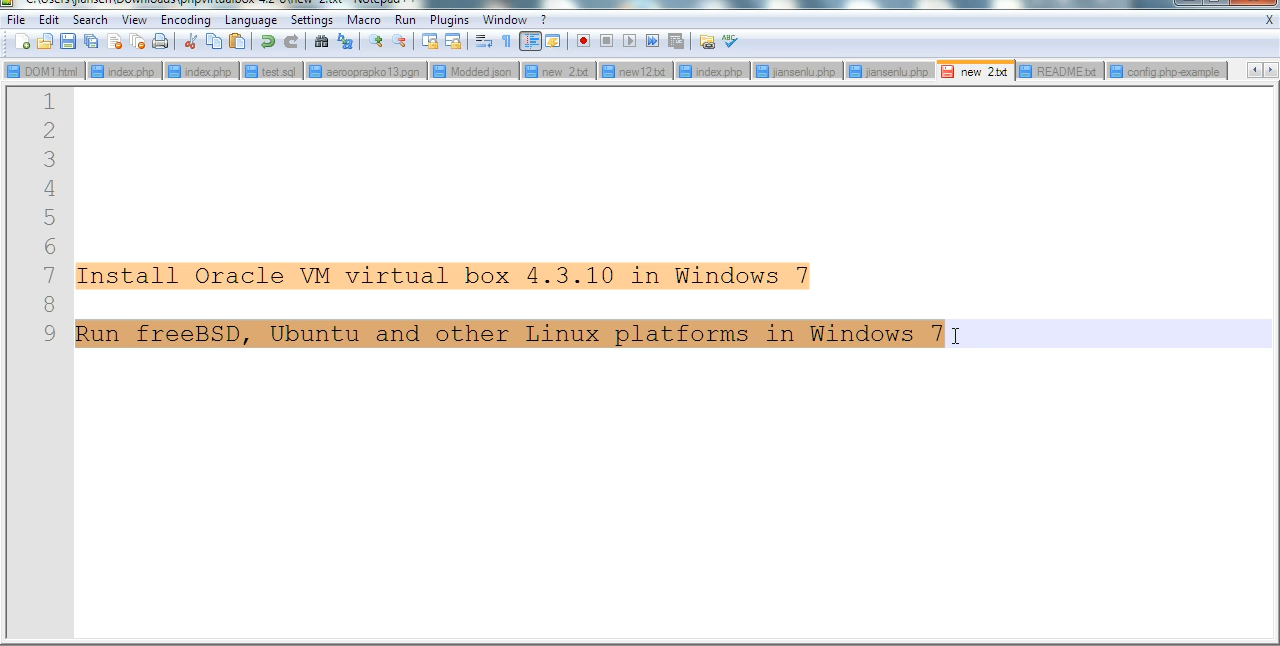 File Edit Search View Encoding Language Settings Macro Run Plugins Window ? X
DOM1.html index.php index.php test.sql aerooprapko13.pgn Modded.json new 2.txt new12.txt index.php jiansenlu.php jiansenlu.php new 2.txt README.txt config.php-example
1
2
3
4
5
6
7 Install Oracle VM virtual box 4.3.10 in Windows 7
8
9 Run freeBSD, Ubuntu and other Linux platforms in Windows 7